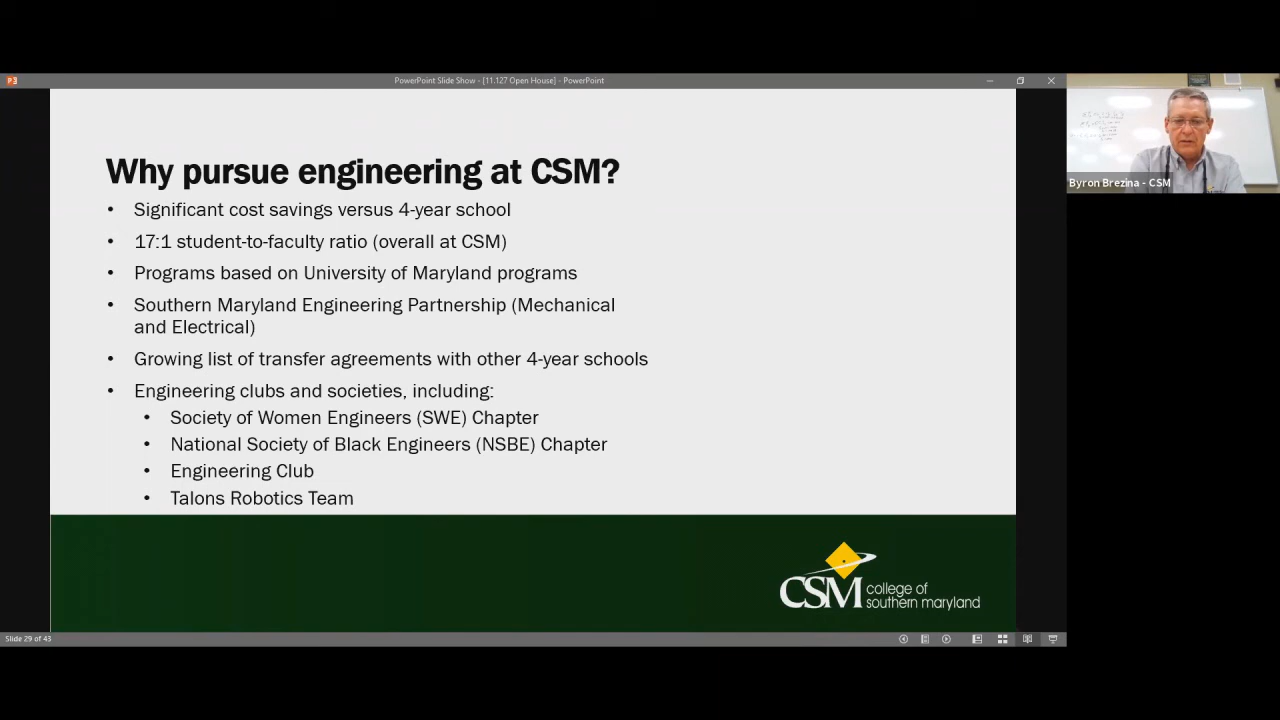 PowerPoint Slide Show - [11.127 Open House] - PowerPoint
Why pursue engineering at CSM?
• Significant cost savings versus 4-year school
• 17:1 student-to-faculty ratio (overall at CSM)
• Programs based on University of Maryland programs
• Southern Maryland Engineering Partnership (Mechanical
and Electrical)
• Growing list of transfer agreements with other 4-year schools
• Engineering clubs and societies, including:
• Society of Women Engineers (SWE) Chapter
• National Society of Black Engineers (NSBE) Chapter
• Engineering Club
• Talons Robotics Team
CSM college of
southern maryland
Slide 29 of 43
Byron Brezina - CSM